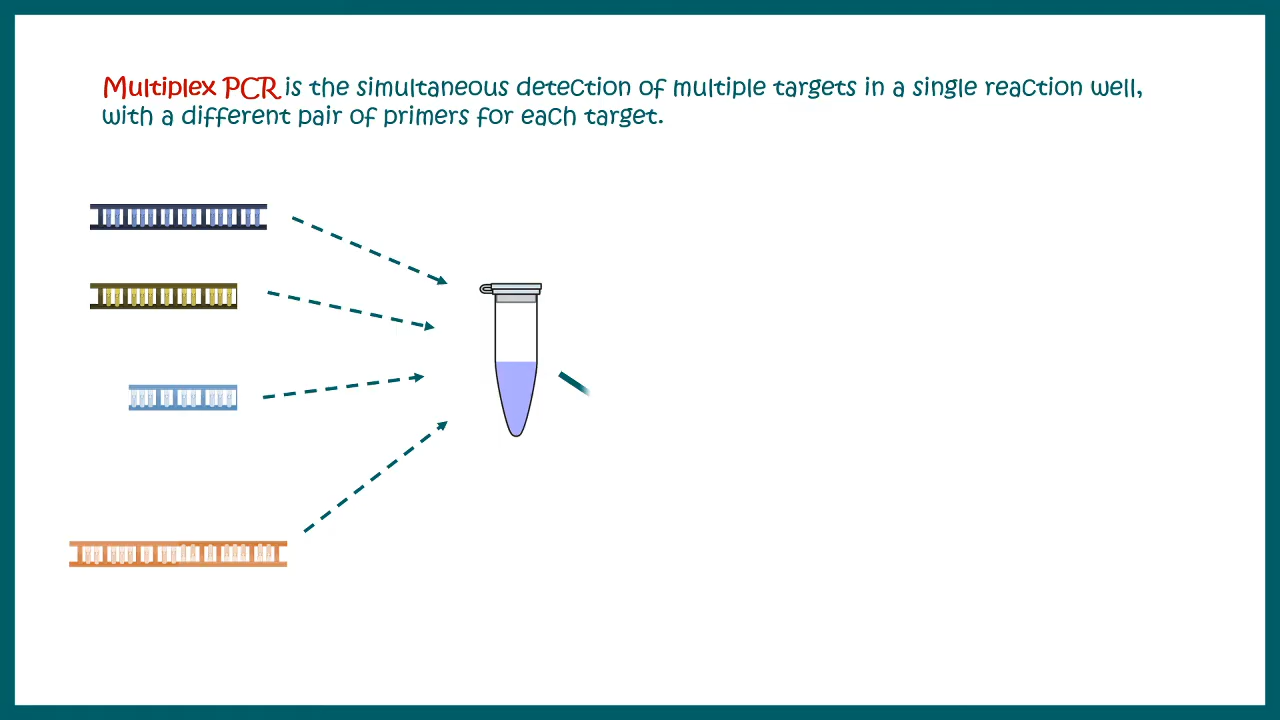 Multiplex PCR is the simultaneous detection of multiple targets in a single reaction well,
with a different pair of primers for each target.